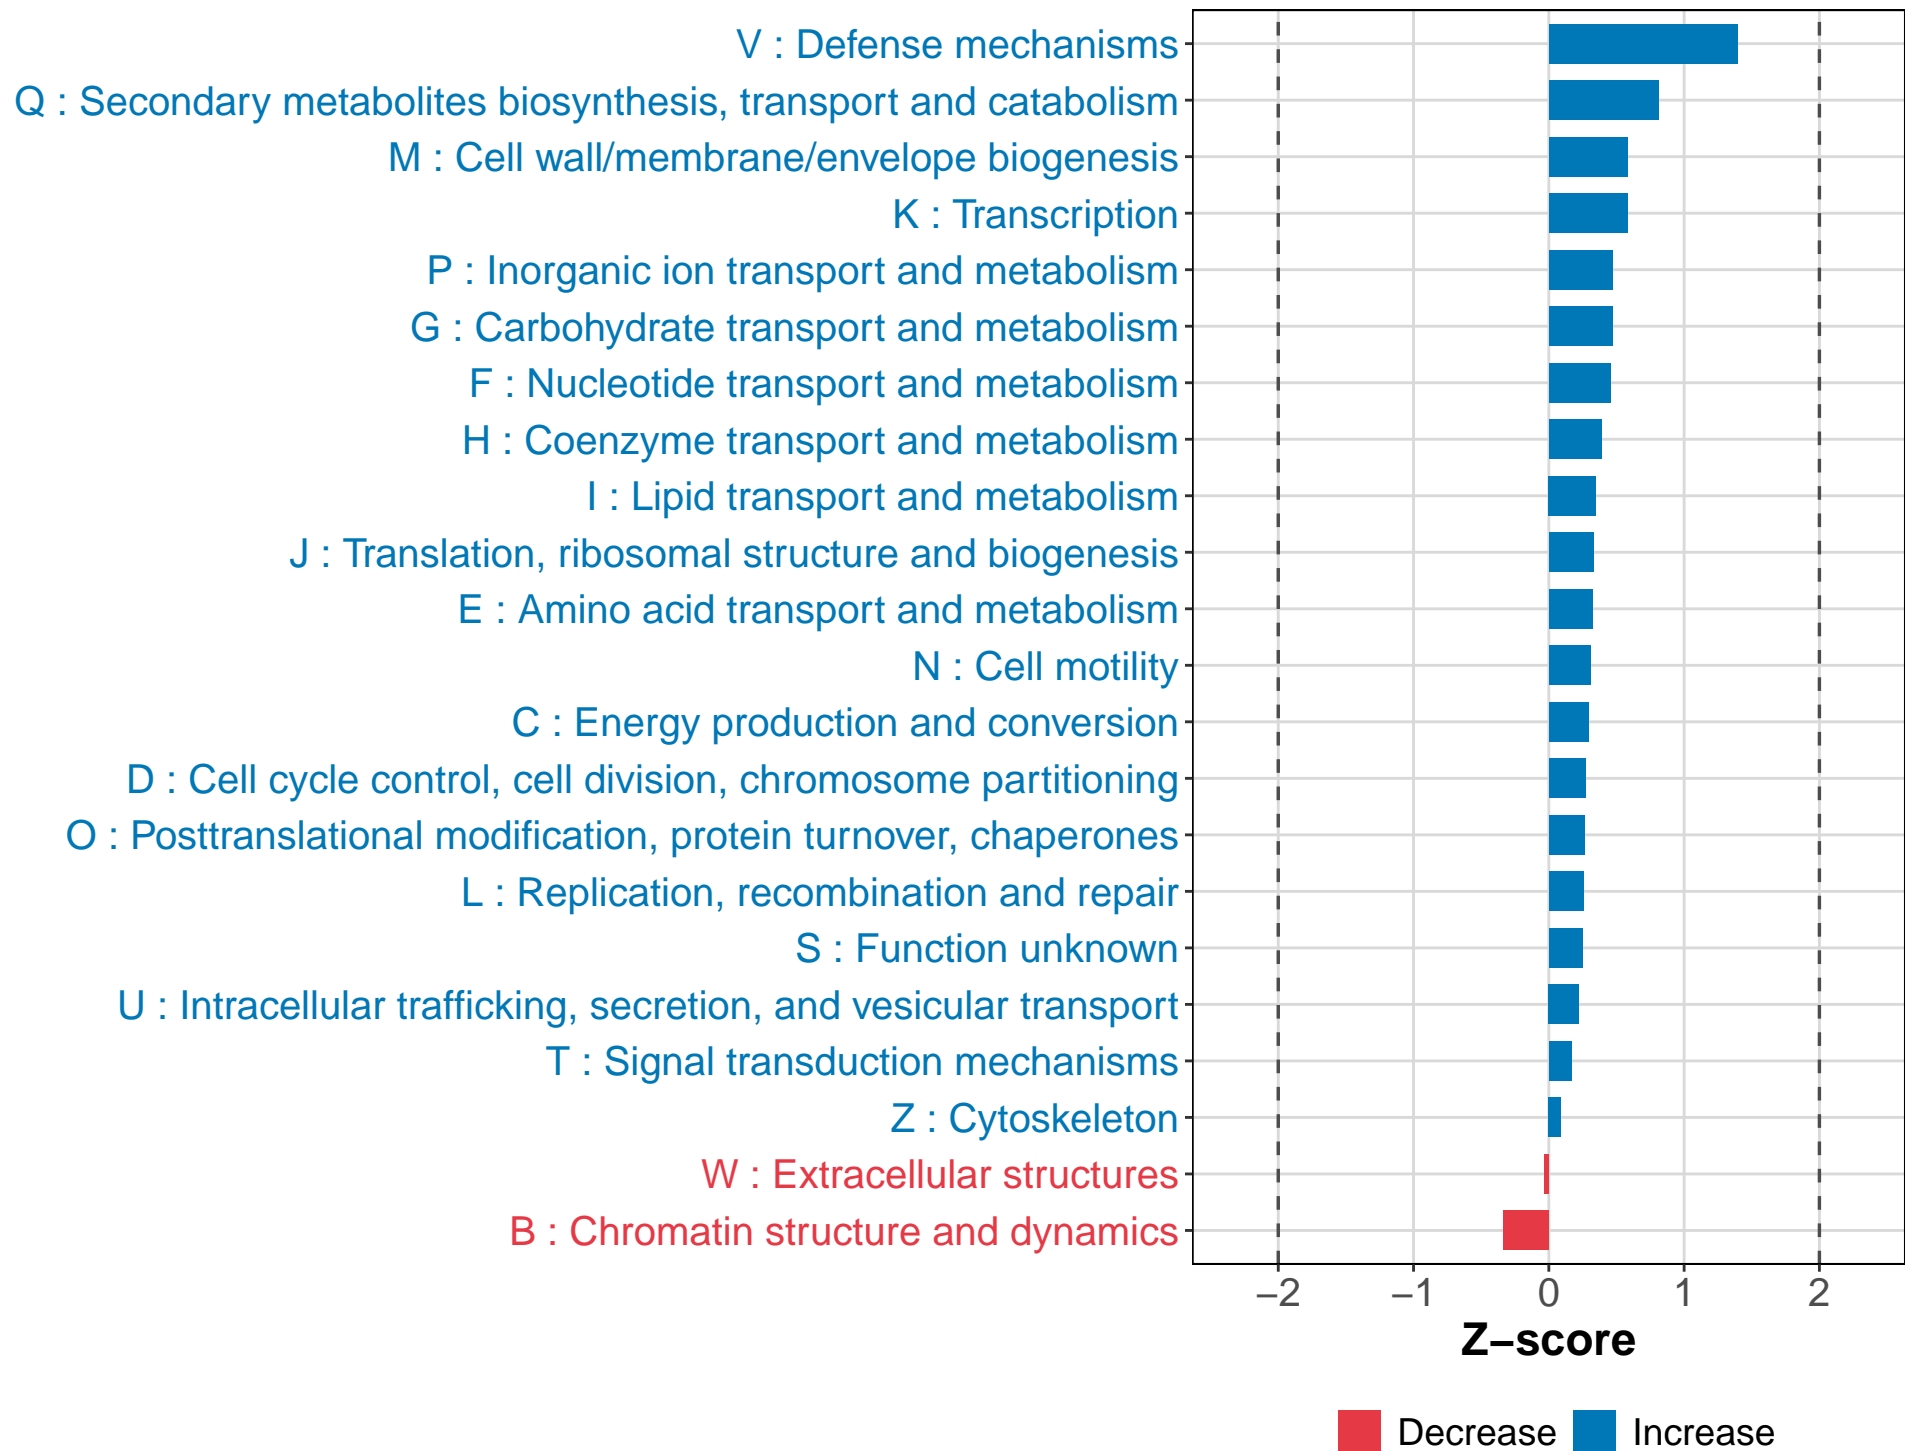 V : Defense mechanisms
Q : Secondary metabolites biosynthesis, transport and catabolism
M : Cell wall/membrane/envelope biogenesis
K : Transcription
P : Inorganic ion transport and metabolism
G : Carbohydrate transport and metabolism
F : Nucleotide transport and metabolism
H : Coenzyme transport and metabolism
I : Lipid transport and metabolism
J : Translation, ribosomal structure and biogenesis
E : Amino acid transport and metabolism
N : Cell motility
C : Energy production and conversion
D : Cell cycle control, cell division, chromosome partitioning
O : Posttranslational modification, protein turnover, chaperones
L : Replication, recombination and repair
S : Function unknown
U : Intracellular trafficking, secretion, and vesicular transport
T : Signal transduction mechanisms
Z : Cytoskeleton
W : Extracellular structures
B : Chromatin structure and dynamics
−2 −1 0 1 2
Z−score
Decrease Increase